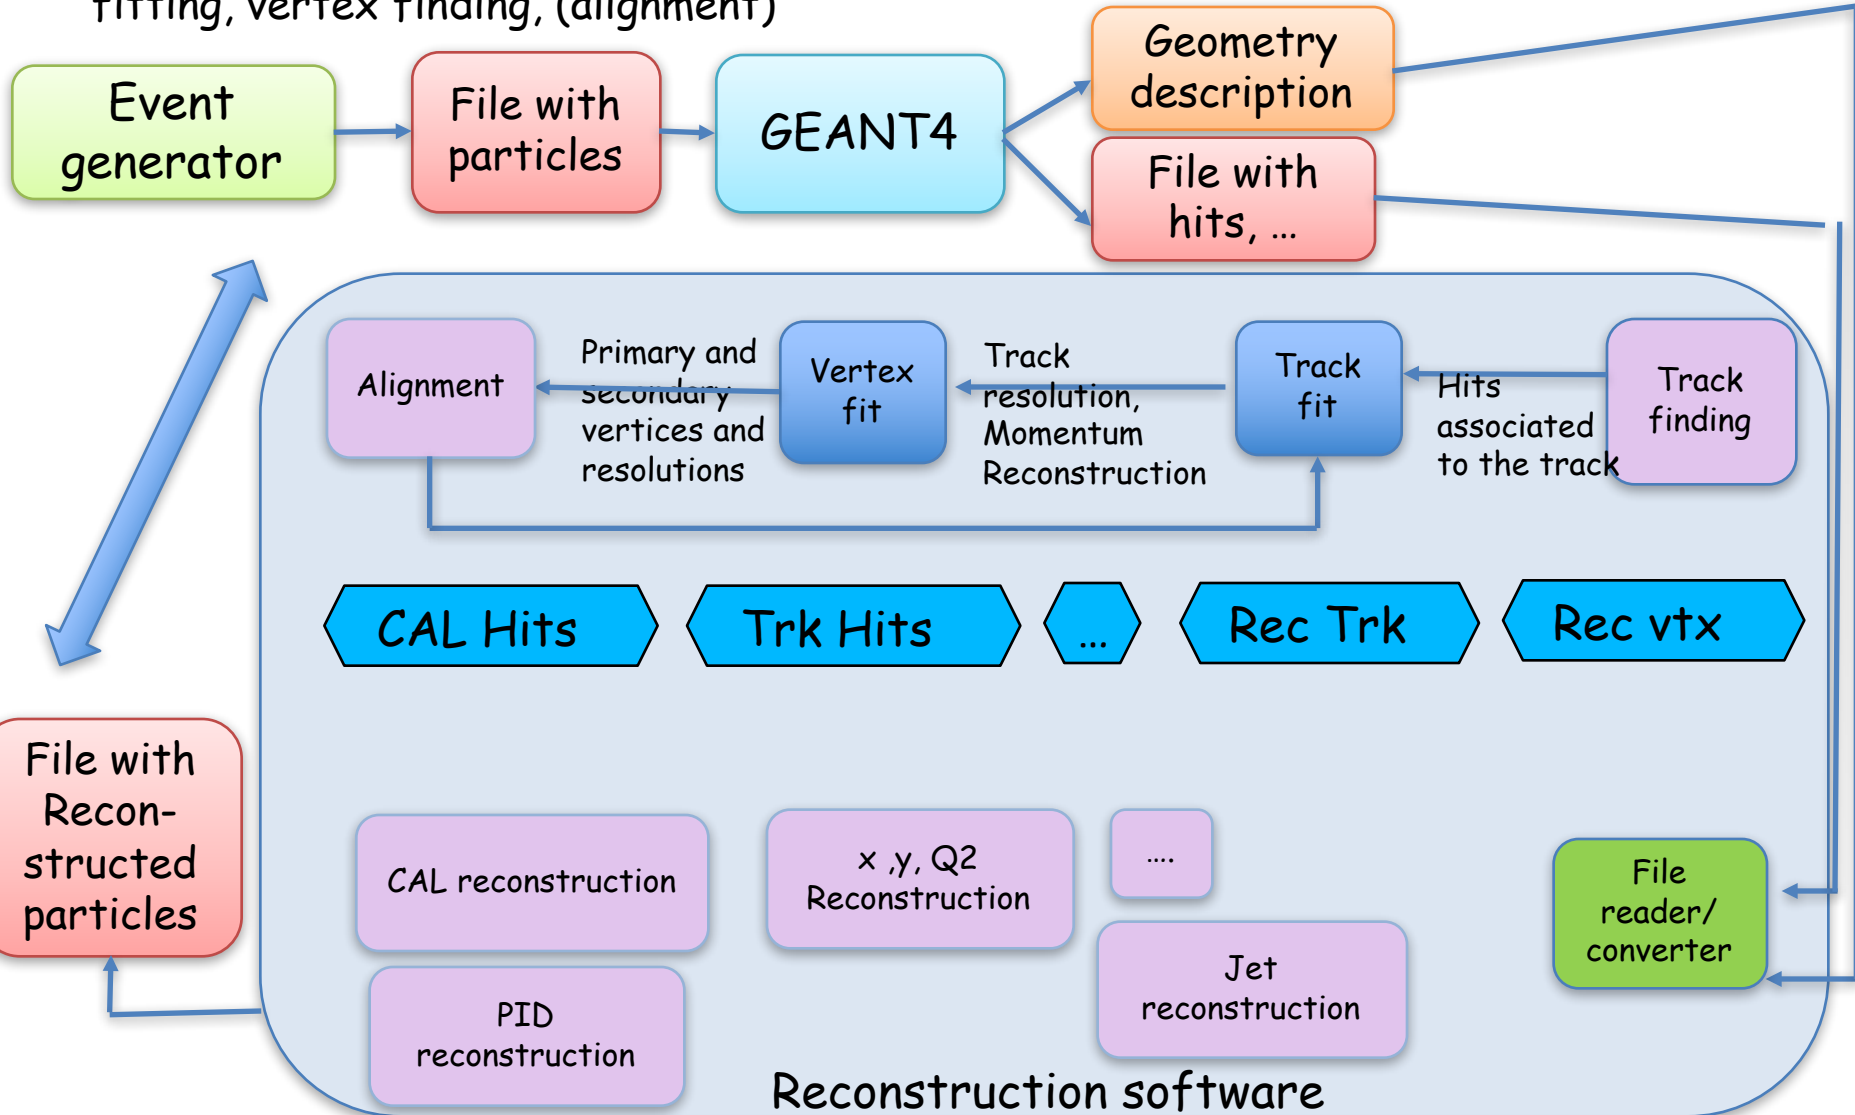 fitting, vertex finding, (alignment)
Event
generator
File with
particles
GEANT4
Geometry
description
File with
hits, …
Alignment
Primary and
secondary
vertices and
resolutions
Vertex
fit
Track
resolution,
Momentum
Reconstruction
Track
fit
Hits
associated
to the track
Track
finding
CAL Hits
Trk Hits
…
Rec Trk
Rec vtx
File with
Recon-
structed
particles
CAL reconstruction
x ,y, Q2
Reconstruction
….
File
reader/
converter
PID
reconstruction
Jet
reconstruction
Reconstruction software